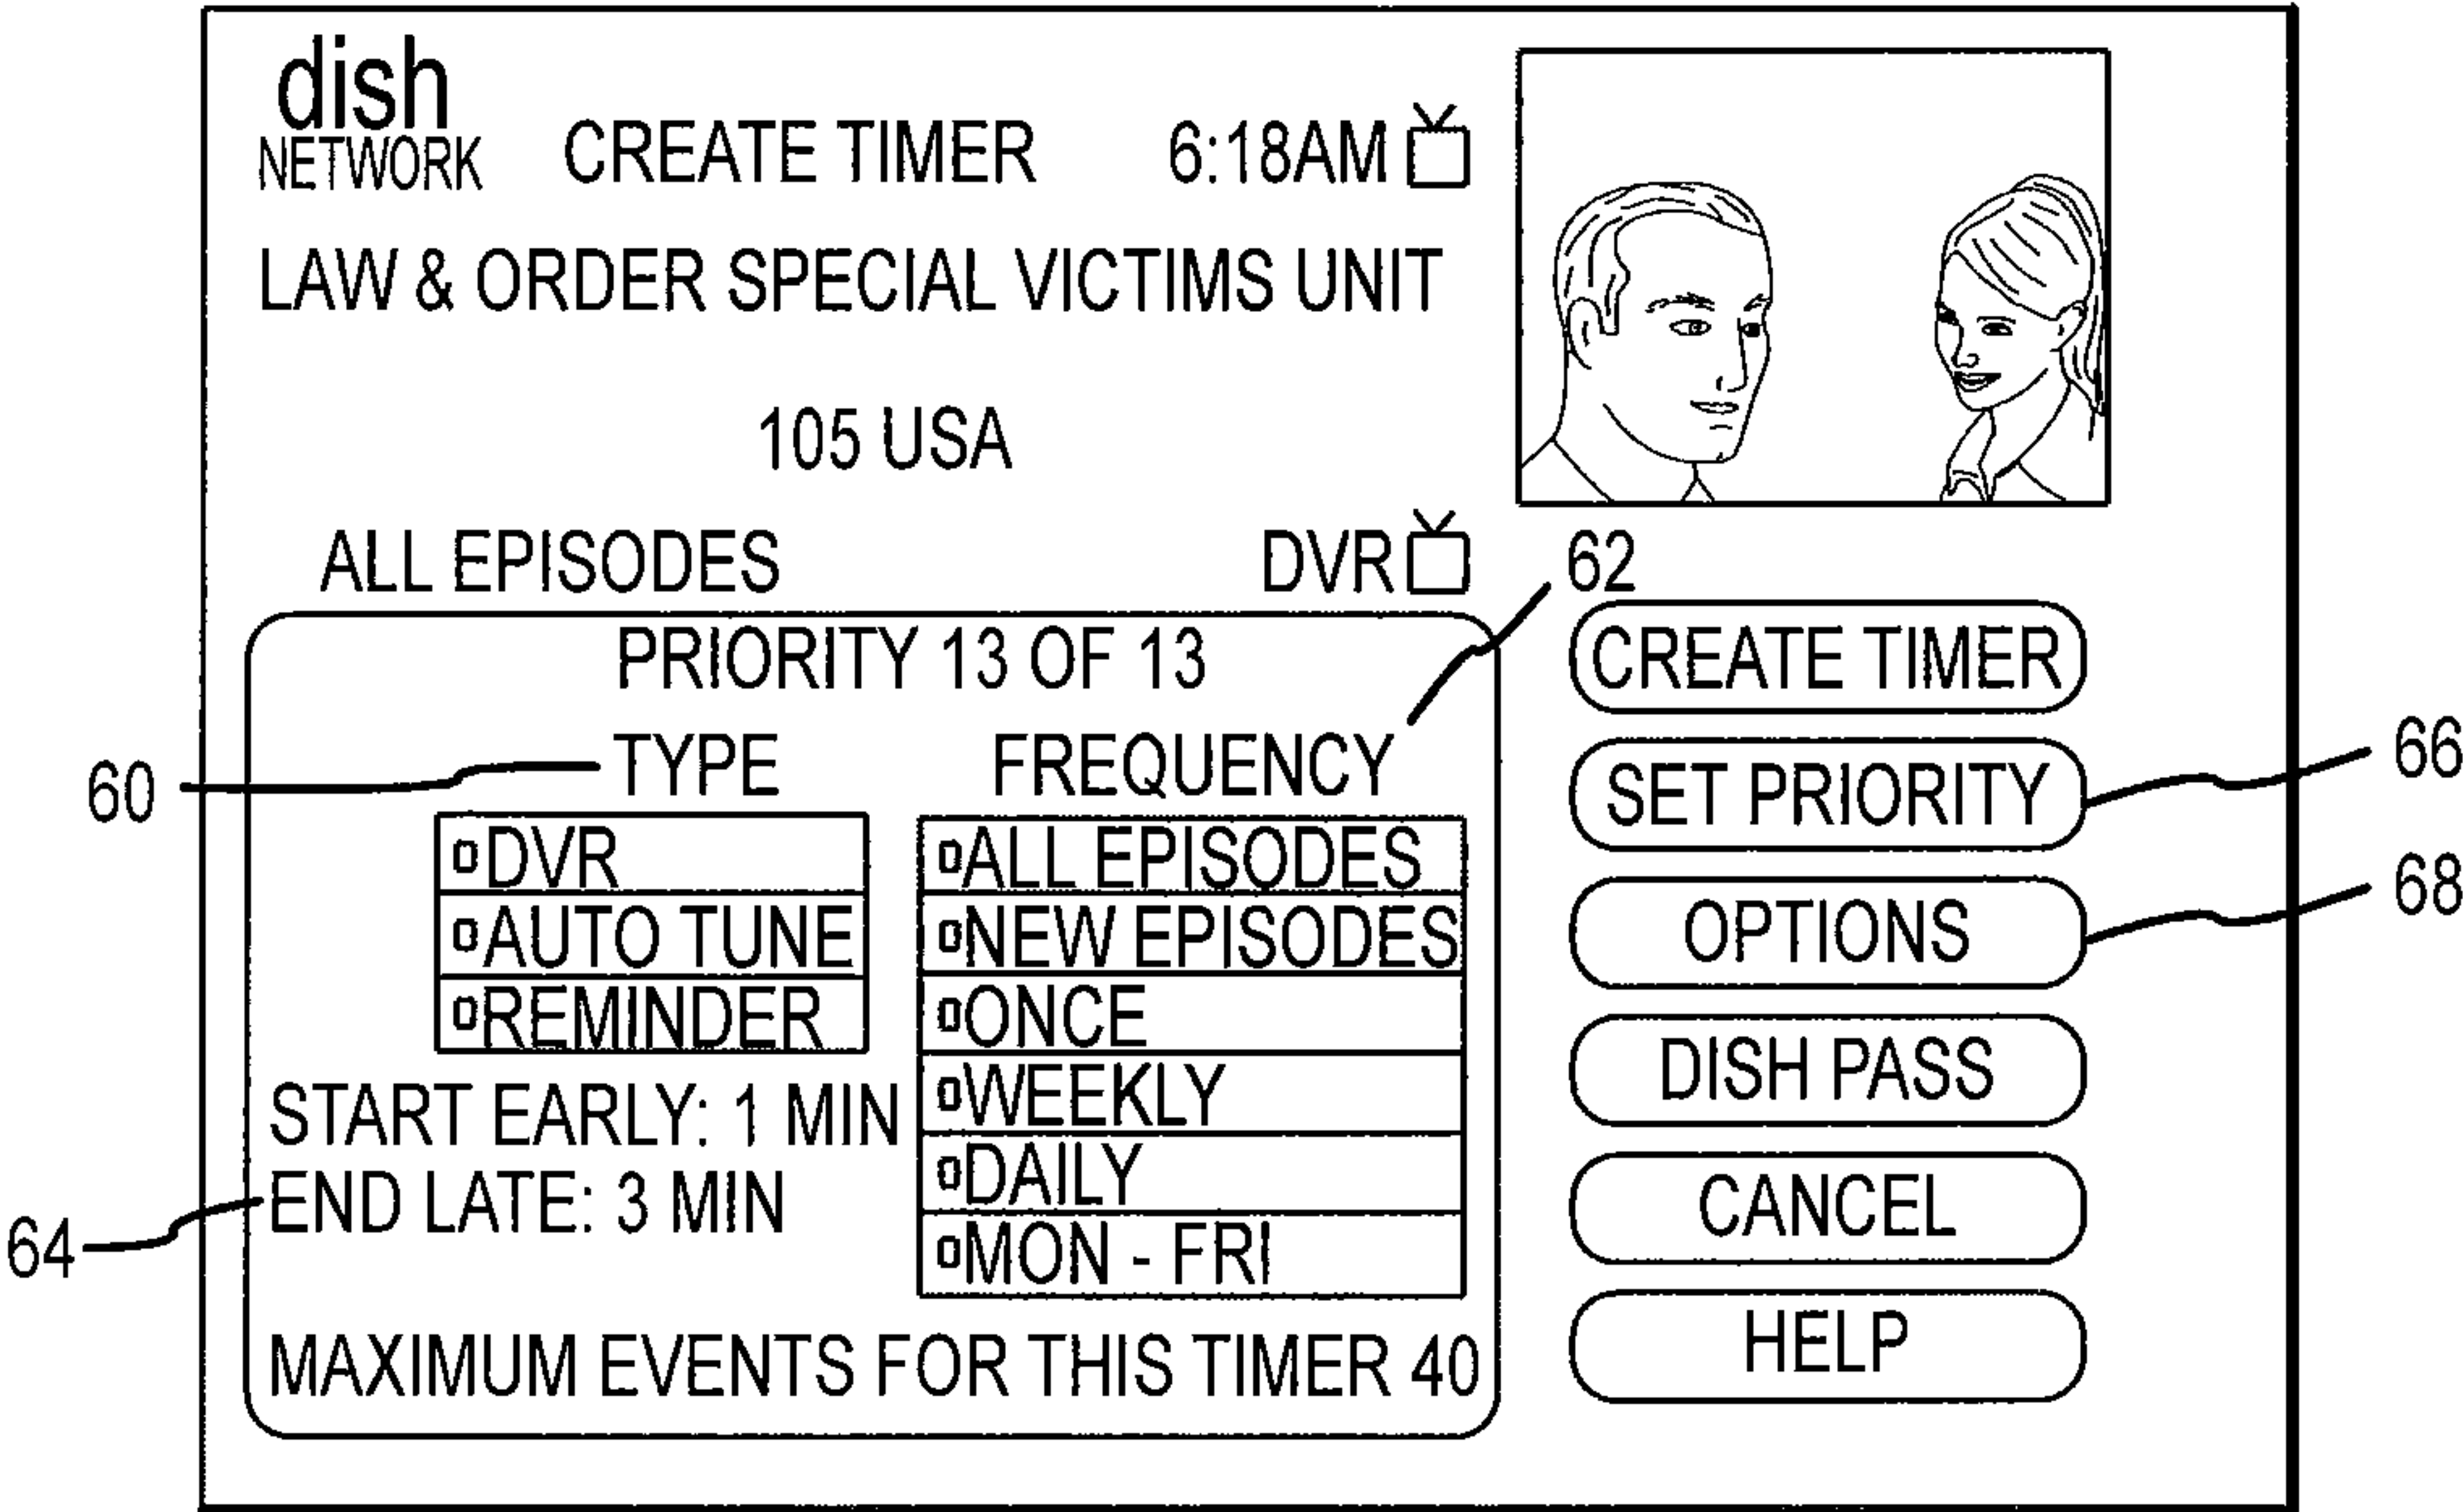 dish
NETWORK
CREATE TIMER
6:18AM
LAW & ORDER SPECIAL VICTIMS UNIT
105 USA
ALL EPISODES
DVR
62
PRIORITY 13 OF 13
60
TYPE
FREQUENCY
DVR
AUTO TUNE
REMINDER
ALL EPISODES
NEW EPISODES
ONCE
WEEKLY
DAILY
MON - FRI
START EARLY: 1 MIN
END LATE: 3 MIN
64
MAXIMUM EVENTS FOR THIS TIMER 40
CREATE TIMER
SET PRIORITY
66
OPTIONS
68
DISH PASS
CANCEL
HELP